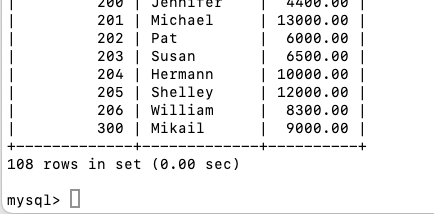 |         200 | Jennifer    |  4400.00 |
|         201 | Michael     | 13000.00 |
|         202 | Pat         |  6000.00 |
|         203 | Susan       |  6500.00 |
|         204 | Hermann     | 10000.00 |
|         205 | Shelley     | 12000.00 |
|         206 | William     |  8300.00 |
|         300 | Mikail      |  9000.00 |
+-------------+-------------+----------+
108 rows in set (0.00 sec)
mysql>